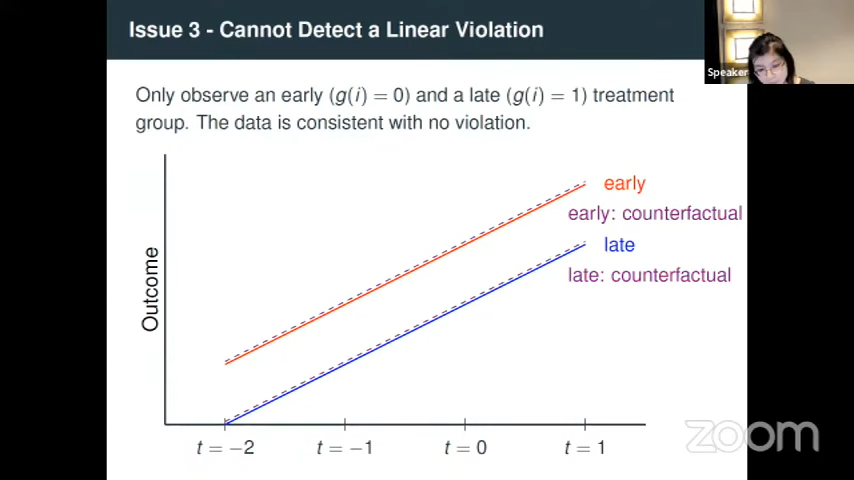 Issue 3 - Cannot Detect a Linear Violation
Speaker
Only observe an early (g(i) = 0) and a late (g(i) = 1) treatment
group. The data is consistent with no violation.
early
early: counterfactual
late
late: counterfactual
Outcome
t = −2
t = −1
t = 0
t = 1
zoom